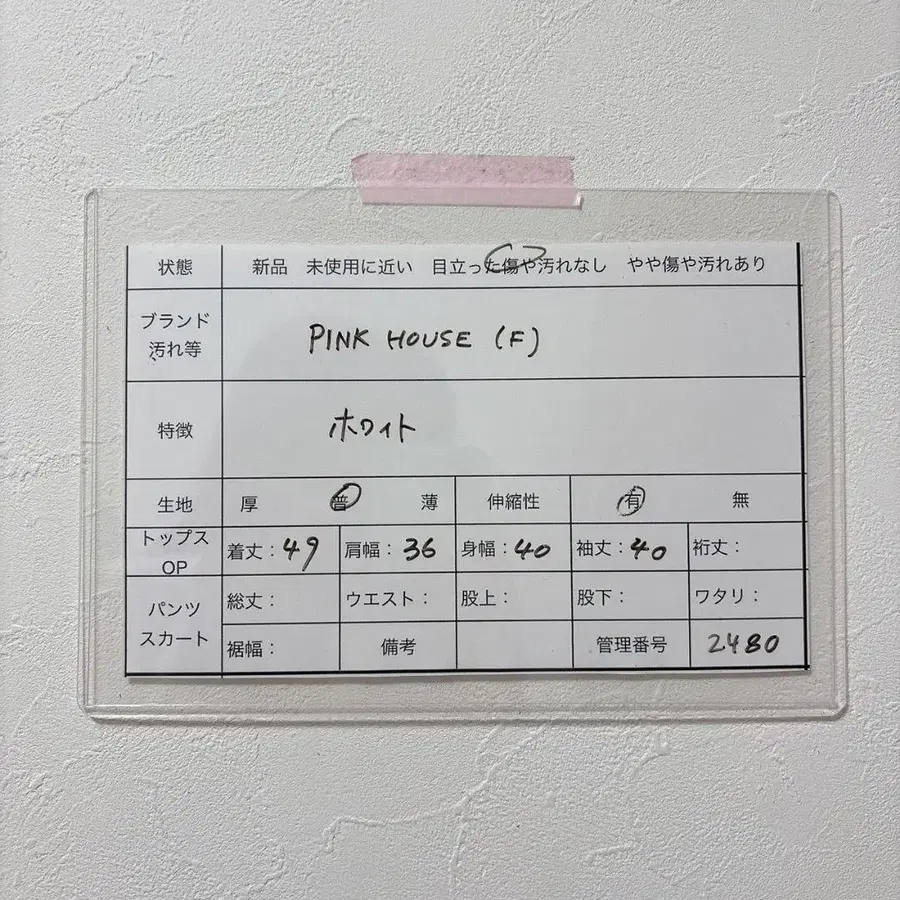 状態 新品 未使用に近い 目立った傷や汚れなし やや傷や汚れあり
ブランド
汚れ等
PINK HOUSE (F)
特徴 ホワイト
生地 厚 普 薄 伸縮性 有 無
トップス
OP
着丈：49 肩幅：36 身幅：40 袖丈：40 裄丈：
パンツ
スカート
総丈： ウエスト： 股上： 股下： ワタリ：
裾幅： 備考 管理番号 2480